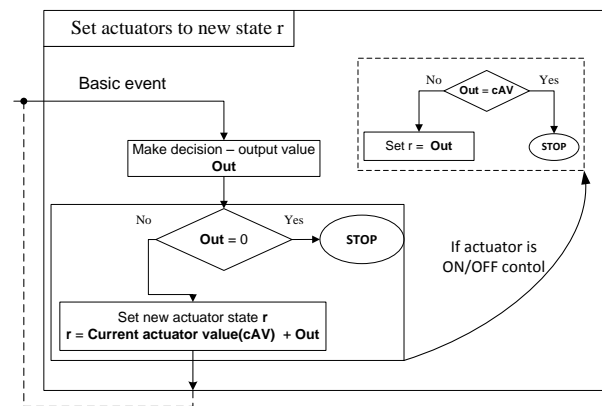 Set actuators to new state r
Basic event
No
Yes
Out = cAV
Set r = Out
STOP
Make decision – output value
Out
No
Yes
Out = 0
STOP
If actuator is
ON/OFF contol
Set new actuator state r
r = Current actuator value(cAV) + Out